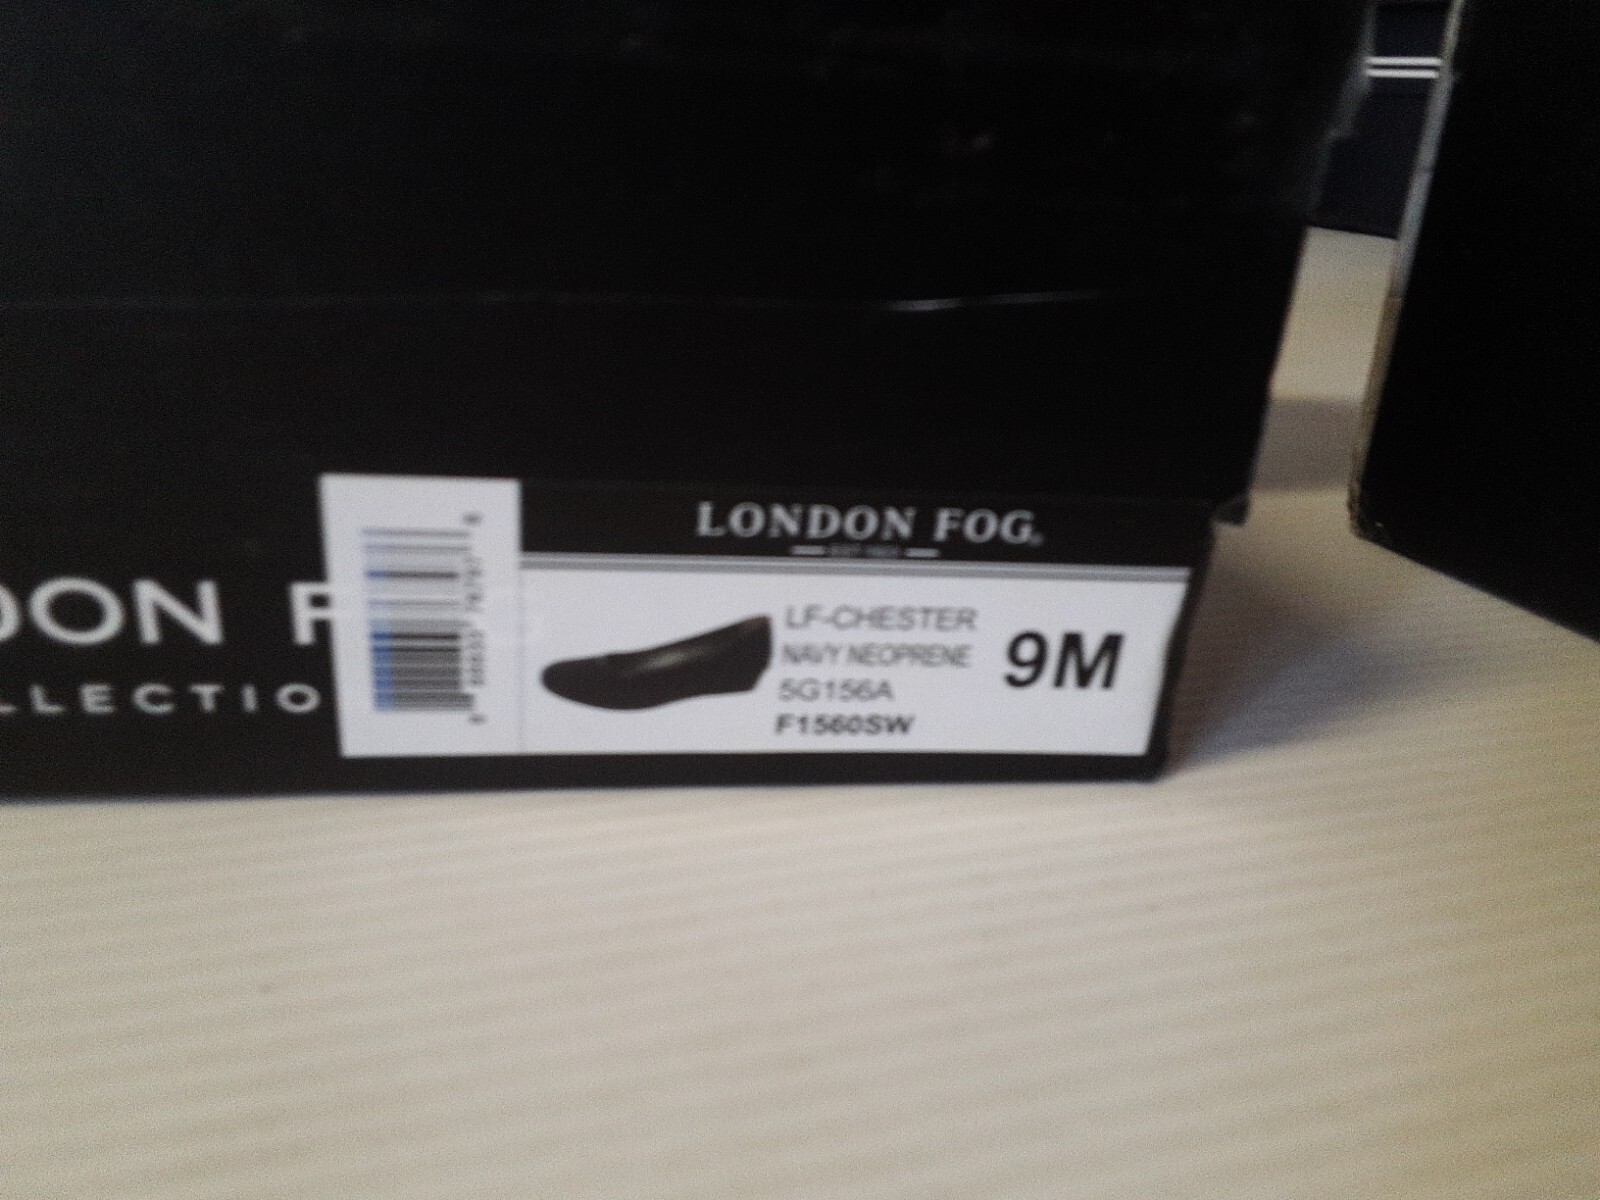 LONDON FOG
LF-CHESTER
NAVY NEOPRENE
5G156A
F1560SW
9M
DON F
LLECTIO